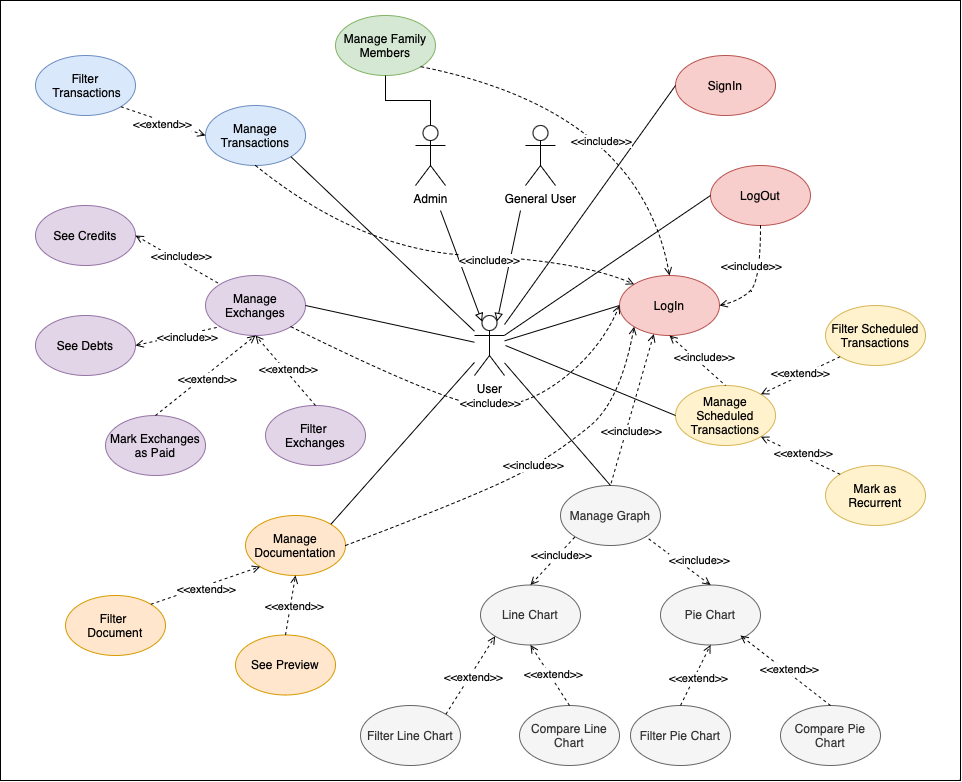 Manage Family
Members
Filter
Transactions
<<extend>>
Manage
Transactions
<<include>>
SignIn
Admin
General User
LogOut
See Credits
<<include>>
<<include>>
<<include>>
Manage
Exchanges
LogIn
See Debts
<<include>>
Filter Scheduled
Transactions
<<include>>
<<extend>>
<<extend>>
<<extend>>
User
<<include>>
Manage
Scheduled
Transactions
Mark Exchanges
as Paid
Filter
Exchanges
<<include>>
<<extend>>
<<include>>
Mark as
Recurrent
Manage Graph
Manage
Documentation
<<include>>
<<include>>
<<extend>>
<<extend>>
Filter
Document
See Preview
Line Chart
Pie Chart
<<extend>>
<<extend>>
<<extend>>
<<extend>>
Filter Line Chart
Compare Line
Chart
Filter Pie Chart
Compare Pie
Chart